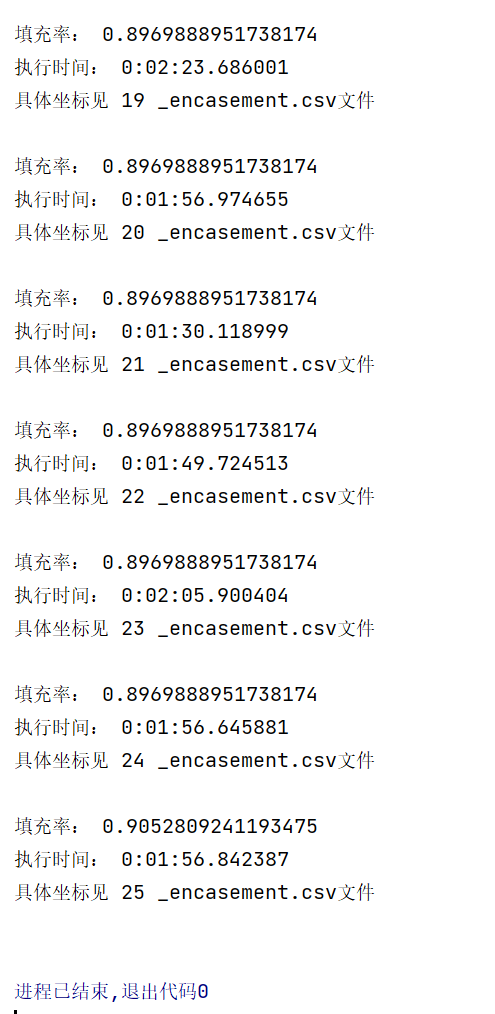 填充率： 0.8969888951738174
执行时间： 0:02:23.686001
具体坐标见 19 _encasement.csv文件
填充率： 0.8969888951738174
执行时间： 0:01:56.974655
具体坐标见 20 _encasement.csv文件
填充率： 0.8969888951738174
执行时间： 0:01:30.118999
具体坐标见 21 _encasement.csv文件
填充率： 0.8969888951738174
执行时间： 0:01:49.724513
具体坐标见 22 _encasement.csv文件
填充率： 0.8969888951738174
执行时间： 0:02:05.900404
具体坐标见 23 _encasement.csv文件
填充率： 0.8969888951738174
执行时间： 0:01:56.645881
具体坐标见 24 _encasement.csv文件
填充率： 0.9052809241193475
执行时间： 0:01:56.842387
具体坐标见 25 _encasement.csv文件
进程已结束,退出代码0